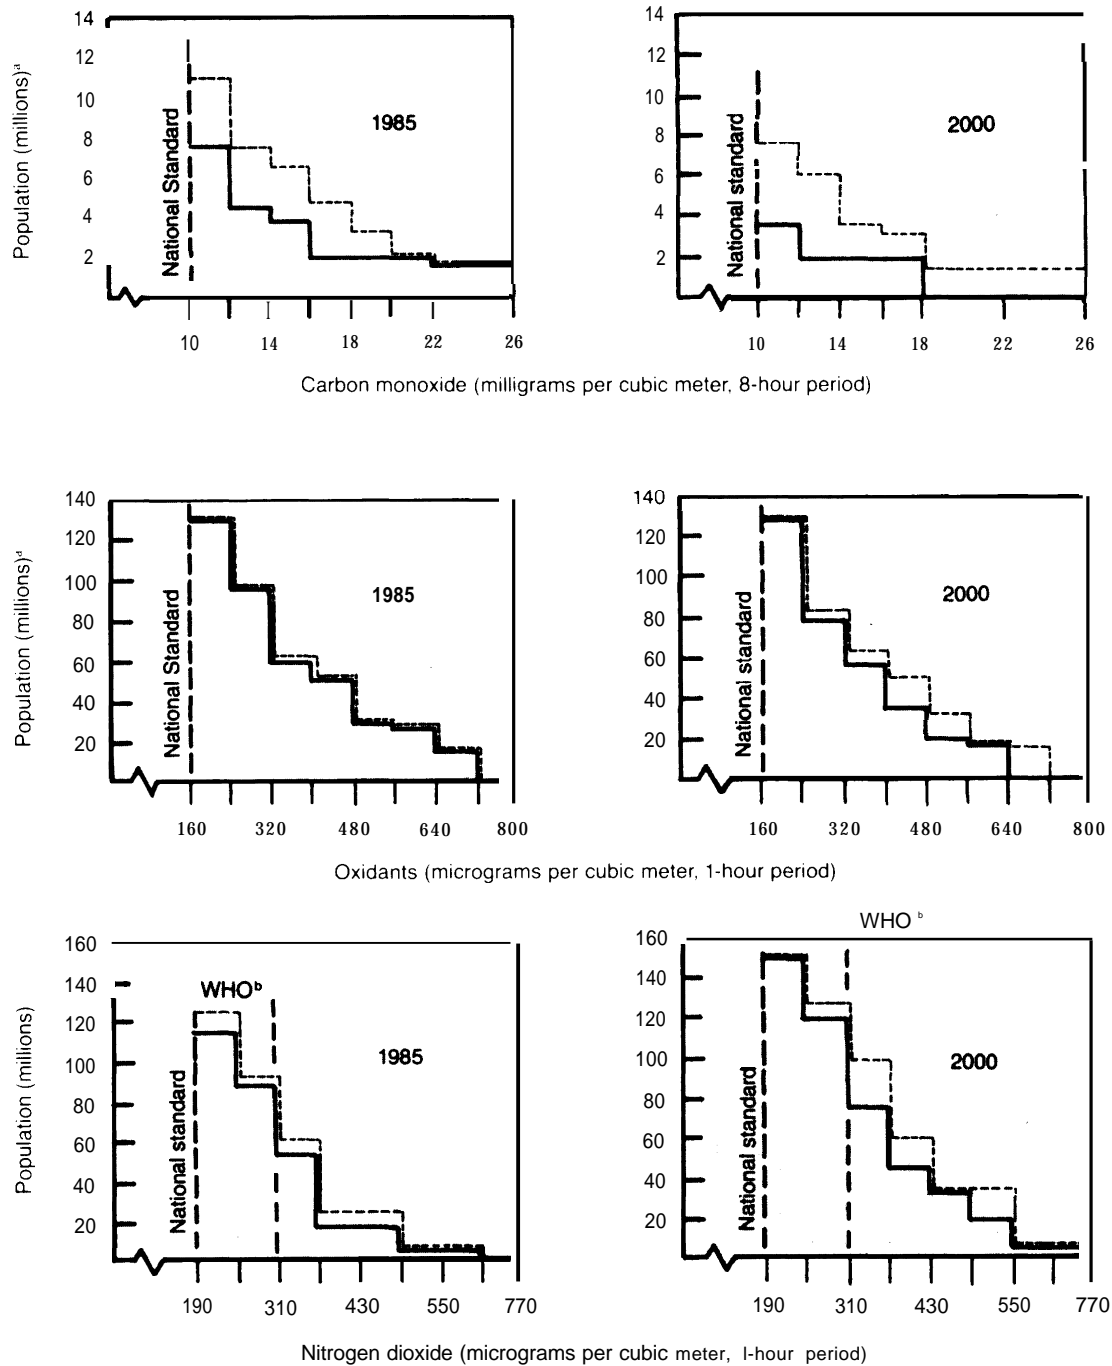 14
12
10
8
6
4
2
Population (millions)ᵃ
National Standard
1985
10 14 18 22 26
14
12
10
8
6
4
2
National standard
2000
10 14 18 22 26
Carbon monoxide (milligrams per cubic meter, 8-hour period)
140
120
100
80
60
40
20
Population (millions)ᵃ
National Standard
1985
160 320 480 640 800
140
120
100
80
60
40
20
National standard
2000
160 320 480 640 800
Oxidants (micrograms per cubic meter, 1-hour period)
160
140
120
100
80
60
40
20
Population (millions)
National standard
WHOᵇ
1985
190 310 430 550 770
WHO ᵇ
160
140
120
100
80
60
40
20
National standard
2000
190 310 430 550 770
Nitrogen dioxide (micrograms per cubic meter, l-hour period)